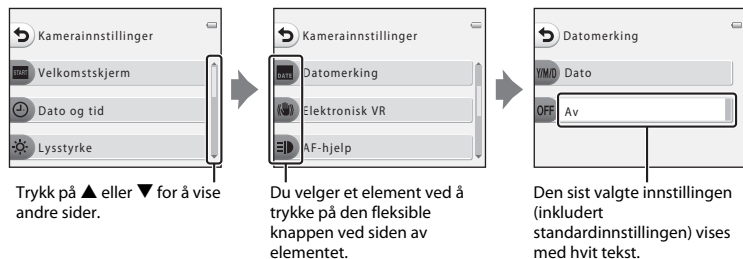 Kamerainnstillinger
START Velkomstskjerm
Dato og tid
Lysstyrke
Trykk på ▲ eller ▼ for å vise
andre sider.
Kamerainnstillinger
DATE Datomerking
Elektronisk VR
AF-hjelp
Du velger et element ved å
trykke på den fleksible
knappen ved siden av
elementet.
Datomerking
Y/M/D Dato
OFF Av
Den sist valgte innstillingen
(inkludert
standardinnstillingen) vises
med hvit tekst.